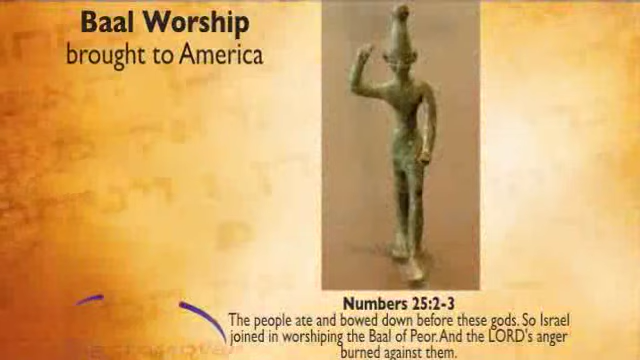 Baal Worship
brought to America
Numbers 25:2-3
The people ate and bowed down before these gods. So Israel
joined in worshiping the Baal of Peor. And the LORD's anger
burned against them.